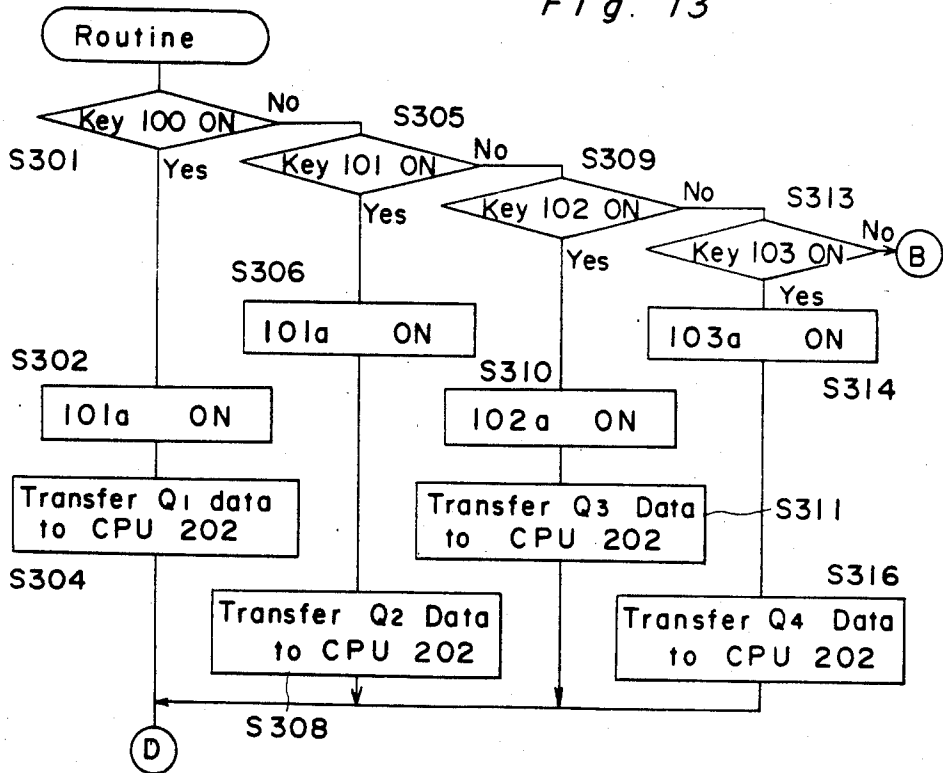 Fig. 13
Routine
Key 100 ON
No
S301
Yes
S305
Key 101 ON
No
Yes
S309
Key 102 ON
No
Yes
S313
Key 103 ON
No
B
Yes
S306
101a ON
103a ON
S314
S302
101a ON
S310
102a ON
Transfer Q1 data
to CPU 202
S304
Transfer Q3 Data
to CPU 202
S311
S316
Transfer Q2 Data
to CPU 202
S308
Transfer Q4 Data
to CPU 202
D